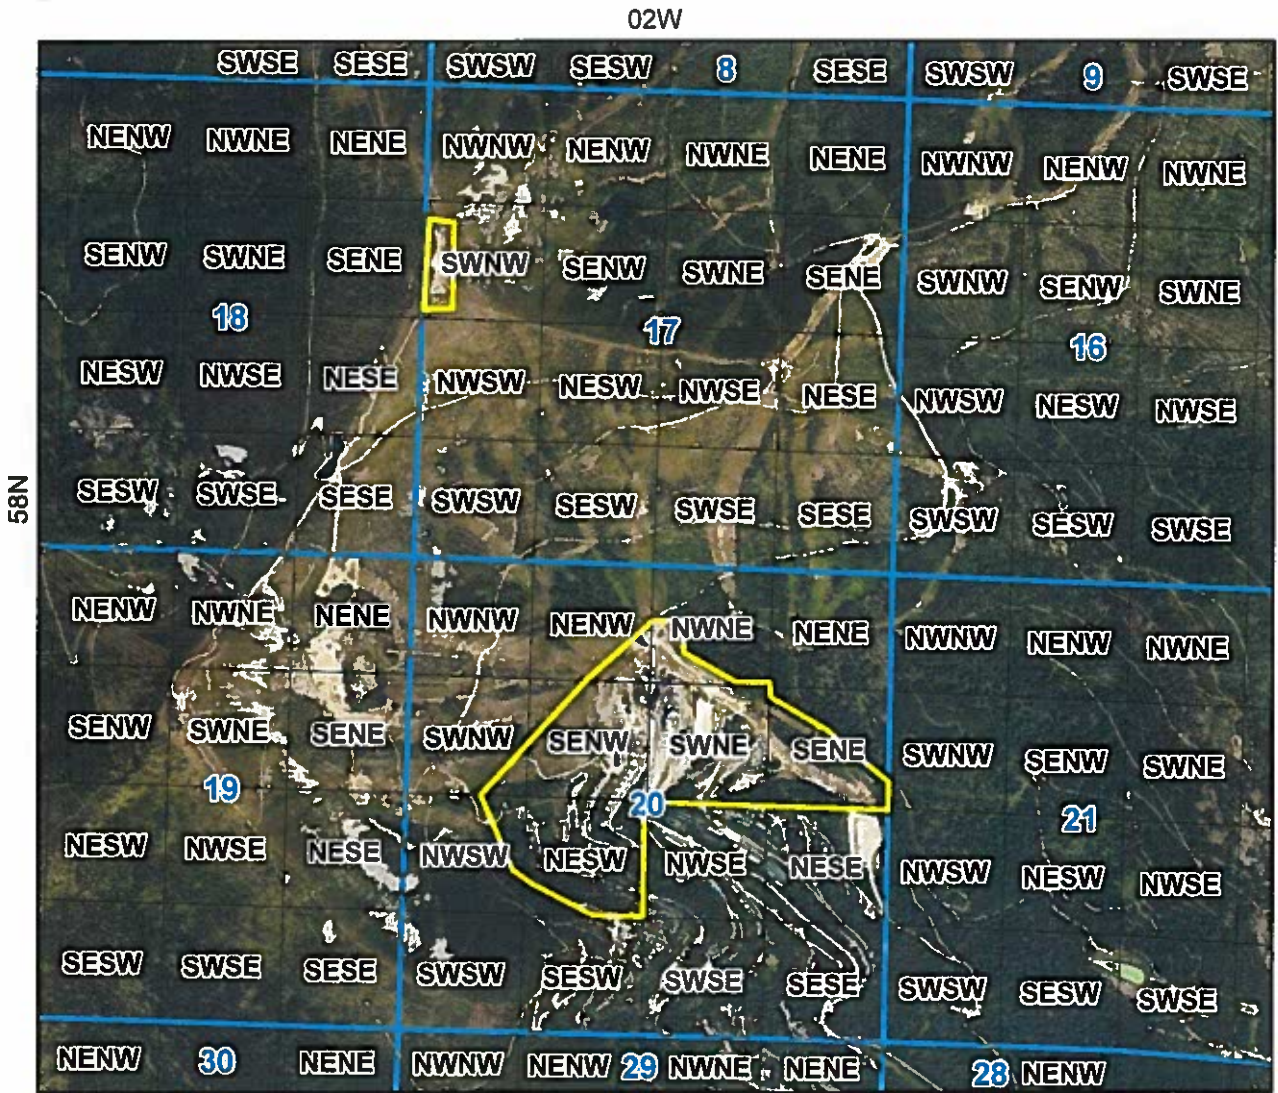 02W
SWSE SESE SWSW SESW 8 SESE SWSW 9 SWSE
NENW NWNE NENE NWNW NENW NWNE NENE NWNW NENW NWNE
SENW SWNE SENE SWNW SENW SWNE SENE SWNW SENW SWNE
18 17 16
NESW NWSE NESE NWSW NESW NWSE NESE NWSW NESW NWSE
58N
SESW SWSE SESE SWSW SESW SWSE SESE SWSW SESW SWSE
NENW NWNE NENE NWNW NENW NWNE NENE NWNW NENW NWNE
SENW SWNE SENE SWNW SENW SWNE SENE SWNW SENW SWNE
19 20 21
NESW NWSE NESE NWSW NESW NWSE NESE NWSW NESW NWSE
SESW SWSE SESE SWSW SESW SWSE SESE SWSW SESW SWSE
NENW 30 NENE NWNW NENW 29 NWNE NENE 28 NENW